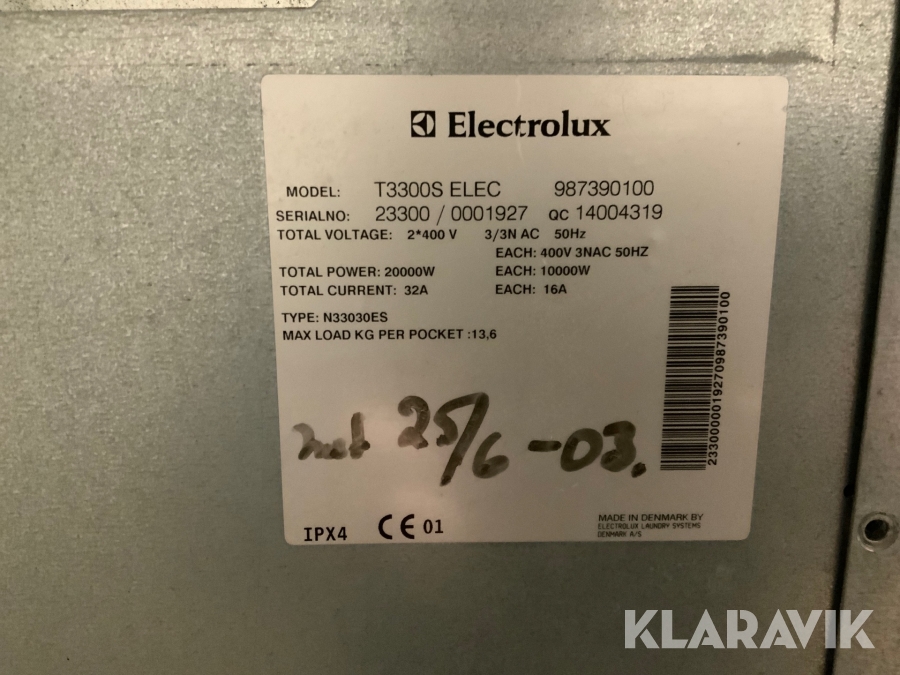 Electrolux
MODEL: T3300S ELEC 987390100
SERIALNO: 23300 / 0001927 QC 14004319
TOTAL VOLTAGE: 2*400 V 3/3N AC 50Hz
EACH: 400V 3NAC 50HZ
TOTAL POWER: 20000W EACH: 10000W
TOTAL CURRENT: 32A EACH: 16A
TYPE: N33030ES
MAX LOAD KG PER POCKET :13,6
23300000019270987390100
25/6-03.
IPX4 CE 01
MADE IN DENMARK BY
ELECTROLUX LAUNDRY SYSTEMS
DENMARK A/S
KLARAVIK